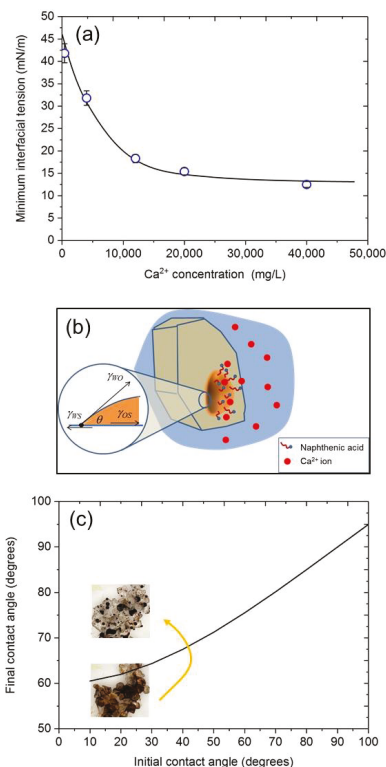 (a)
Minimum interfacial tension (mN/m)
50
45
40
35
30
25
20
15
10
5
0
0 10,000 20,000 30,000 40,000 50,000
Ca²⁺ concentration (mg/L)
(b)
γWO
γWS
θ
γOS
Naphthenic acid
Ca²⁺ ion
(c)
Final contact angle (degrees)
100
90
80
70
60
50
0 10 20 30 40 50 60 70 80 90 100
Initial contact angle (degrees)